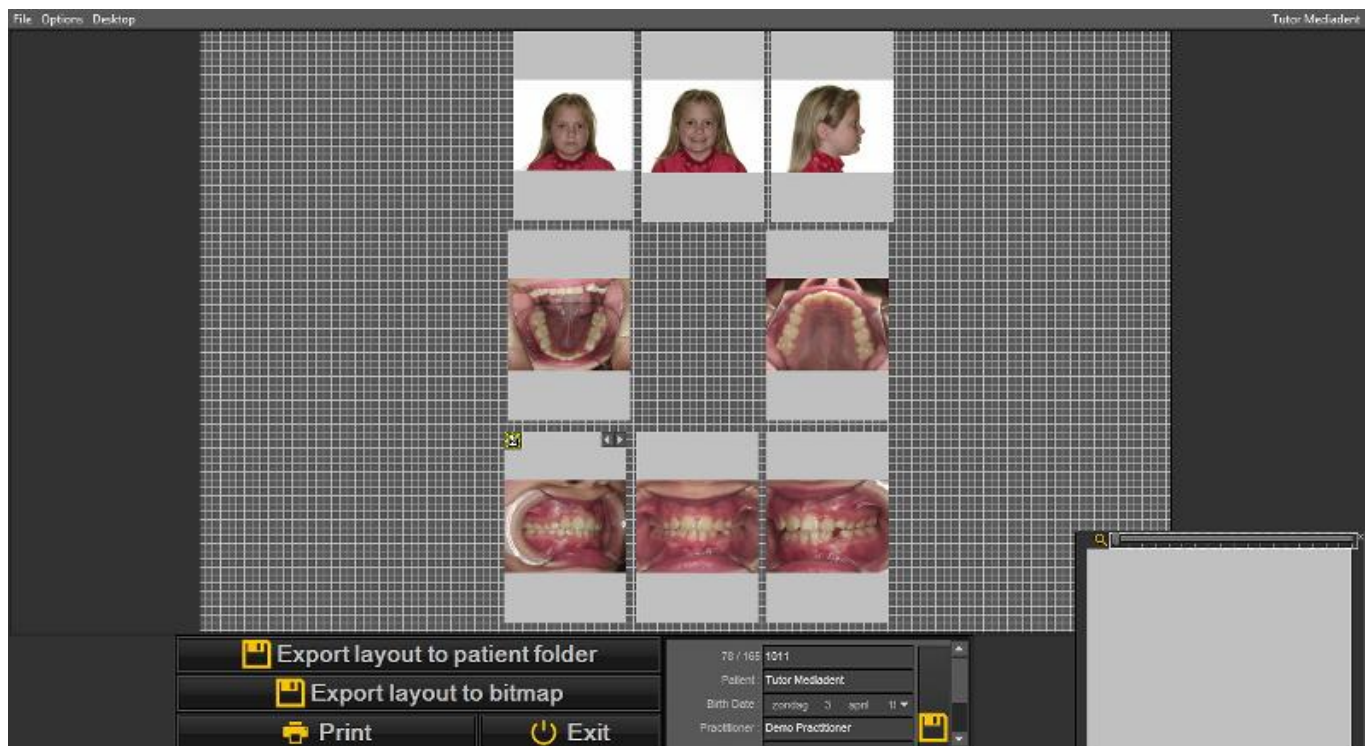 File Options Desktop Tutor Mediadent
Export layout to patient folder
Export layout to bitmap
Print Exit
78 / 165 1011
Patient Tutor Mediadent
Birth Date zondag 3 april
Practitioner Demo Practitioner